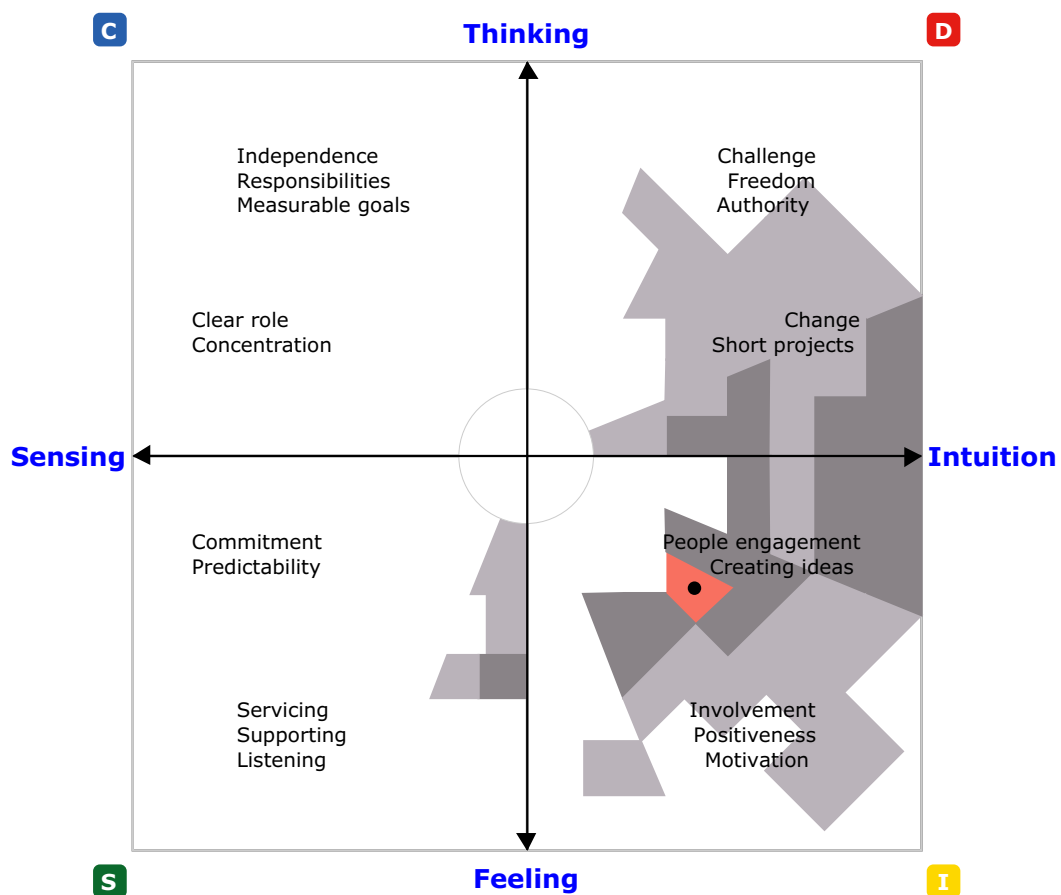 C
Thinking
D
Independence
Responsibilities
Measurable goals
Challenge
Freedom
Authority
Clear role
Concentration
Change
Short projects
Sensing
Intuition
Commitment
Predictability
People engagement
Creating ideas
Servicing
Supporting
Listening
Involvement
Positiveness
Motivation
S
Feeling
I